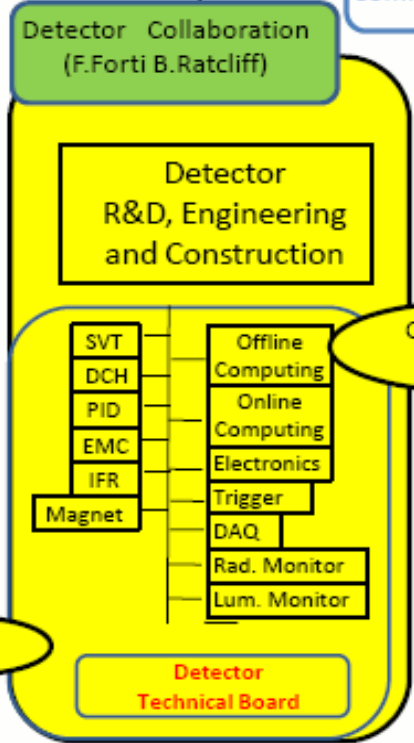 Detector Collaboration
(F.Forti B.Ratcliff)
Detector
R&D, Engineering
and Construction
SVT
DCH
PID
EMC
IFR
Magnet
Offline
Computing
Online
Computing
Electronics
Trigger
DAQ
Rad. Monitor
Lum. Monitor
Detector
Technical Board